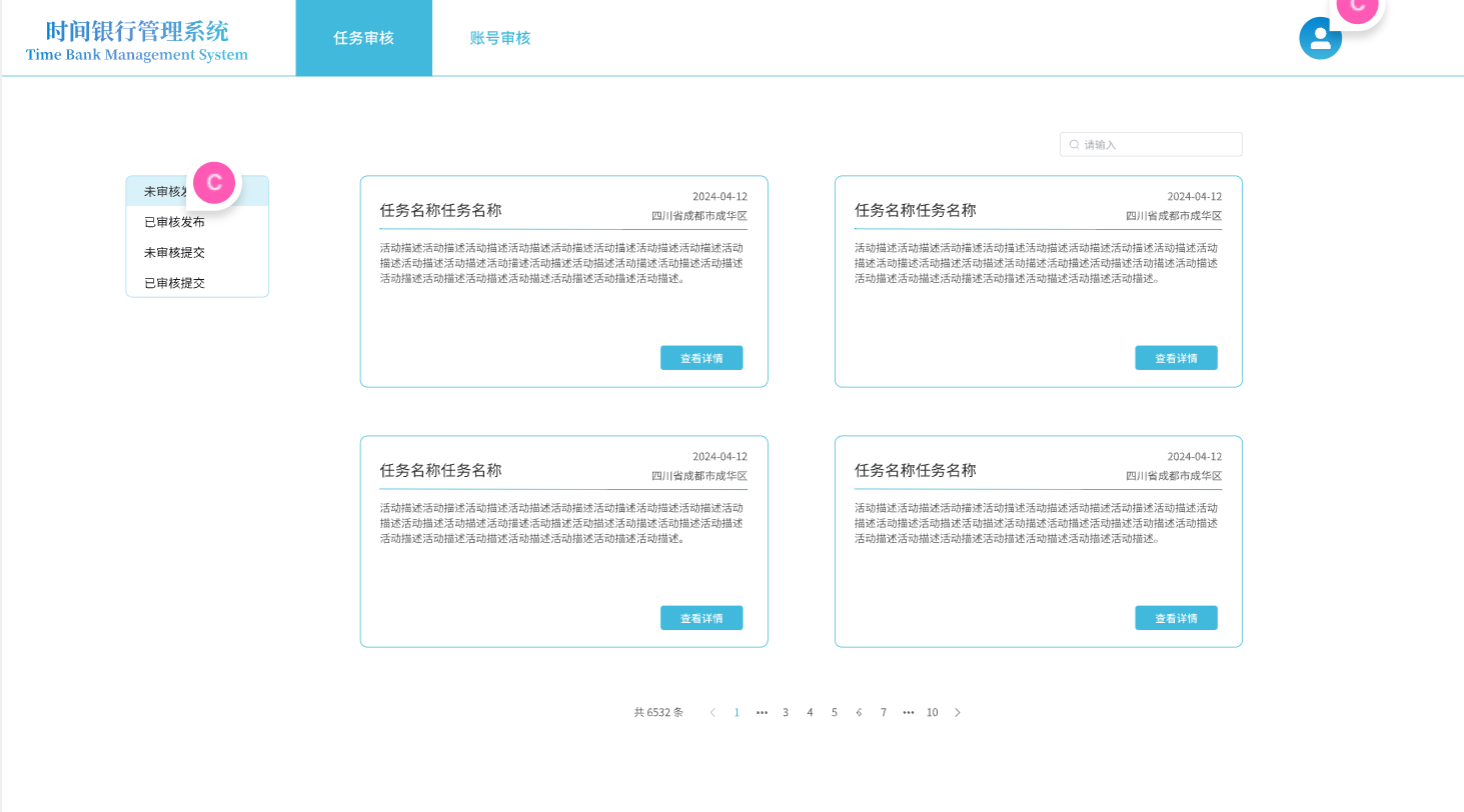 时间银行管理系统
Time Bank Management System
任务审核
账号审核
C
请输入
未审核发
C
已审核发布
未审核提交
已审核提交
2024-04-12
任务名称任务名称
四川省成都市成华区
活动描述活动描述活动描述活动描述活动描述活动描述活动描述活动描述活动
描述活动描述活动描述活动描述活动描述活动描述活动描述活动描述活动描述
活动描述活动描述活动描述活动描述活动描述活动描述活动描述。
查看详情
2024-04-12
任务名称任务名称
四川省成都市成华区
活动描述活动描述活动描述活动描述活动描述活动描述活动描述活动描述活动
描述活动描述活动描述活动描述活动描述活动描述活动描述活动描述活动描述
活动描述活动描述活动描述活动描述活动描述活动描述活动描述。
查看详情
2024-04-12
任务名称任务名称
四川省成都市成华区
活动描述活动描述活动描述活动描述活动描述活动描述活动描述活动描述活动
描述活动描述活动描述活动描述活动描述活动描述活动描述活动描述活动描述
活动描述活动描述活动描述活动描述活动描述活动描述活动描述。
查看详情
2024-04-12
任务名称任务名称
四川省成都市成华区
活动描述活动描述活动描述活动描述活动描述活动描述活动描述活动描述活动
描述活动描述活动描述活动描述活动描述活动描述活动描述活动描述活动描述
活动描述活动描述活动描述活动描述活动描述活动描述活动描述。
查看详情
共 6532 条 1 ••• 3 4 5 6 7 ••• 10